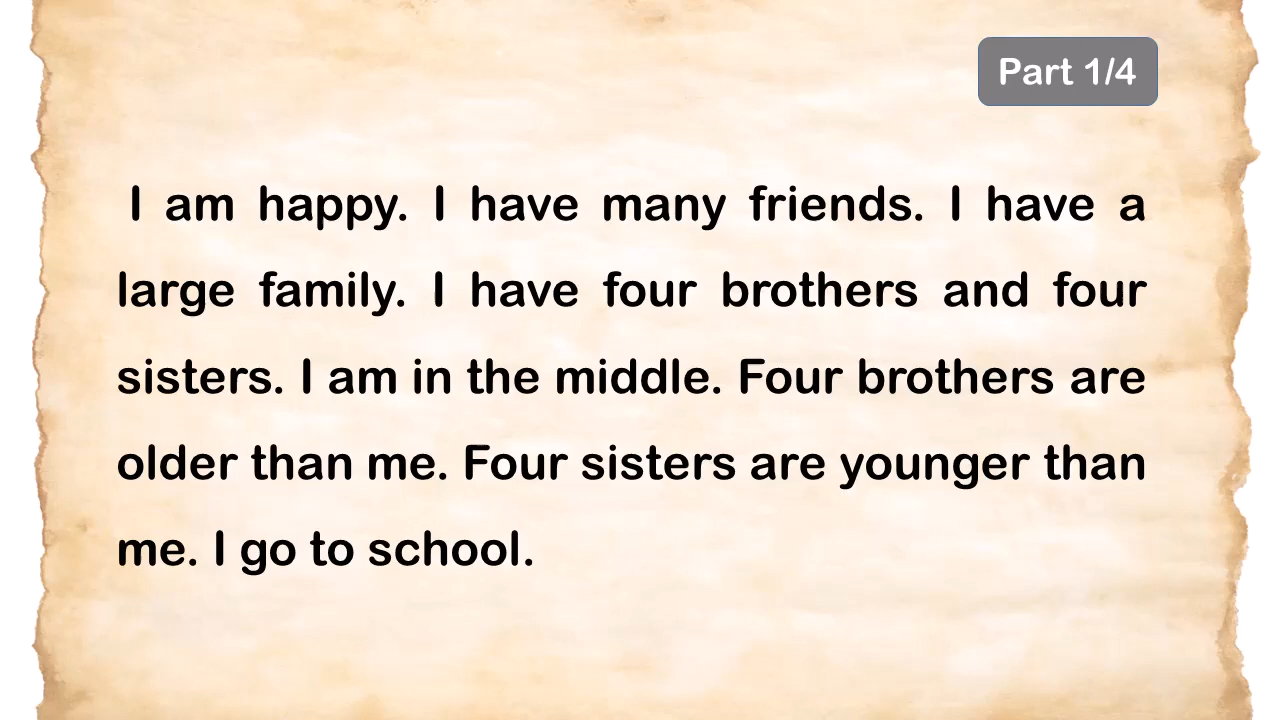 Part 1/4
I am happy. I have many friends. I have a
large family. I have four brothers and four
sisters. I am in the middle. Four brothers are
older than me. Four sisters are younger than
me. I go to school.